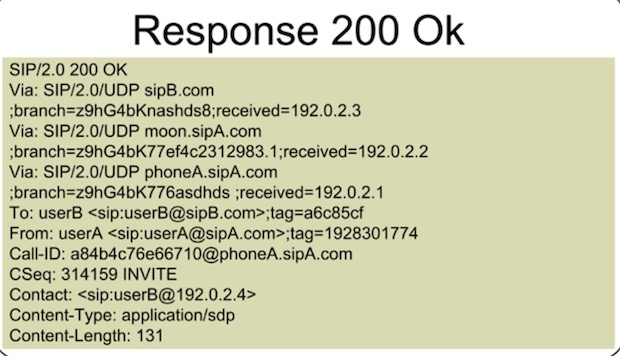 Response 200 Ok
SIP/2.0 200 OK
Via: SIP/2.0/UDP sipB.com
;branch=z9hG4bKnashds8;received=192.0.2.3
Via: SIP/2.0/UDP moon.sipA.com
;branch=z9hG4bK77ef4c2312983.1;received=192.0.2.2
Via: SIP/2.0/UDP phoneA.sipA.com
;branch=z9hG4bK776asdhds ;received=192.0.2.1
To: userB <sip:userB@sipB.com>;tag=a6c85cf
From: userA <sip:userA@sipA.com>;tag=1928301774
Call-ID: a84b4c76e66710@phoneA.sipA.com
CSeq: 314159 INVITE
Contact: <sip:userB@192.0.2.4>
Content-Type: application/sdp
Content-Length: 131